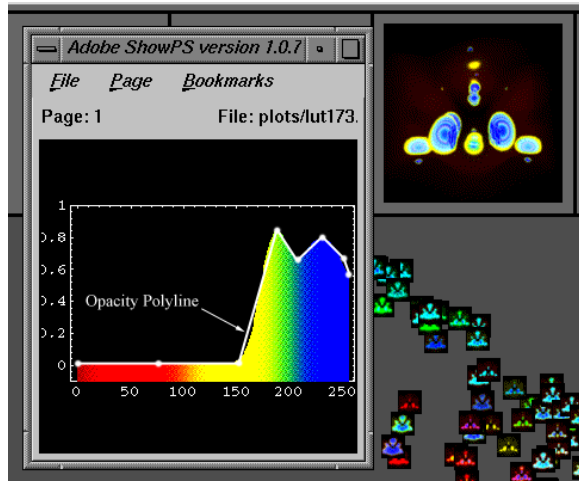 Adobe ShowPS version 1.0.7
File Page Bookmarks
Page: 1 File: plots/lut173.
1
0.8
0.6
0.4
0.2
0
Opacity Polyline
0 50 100 150 200 250